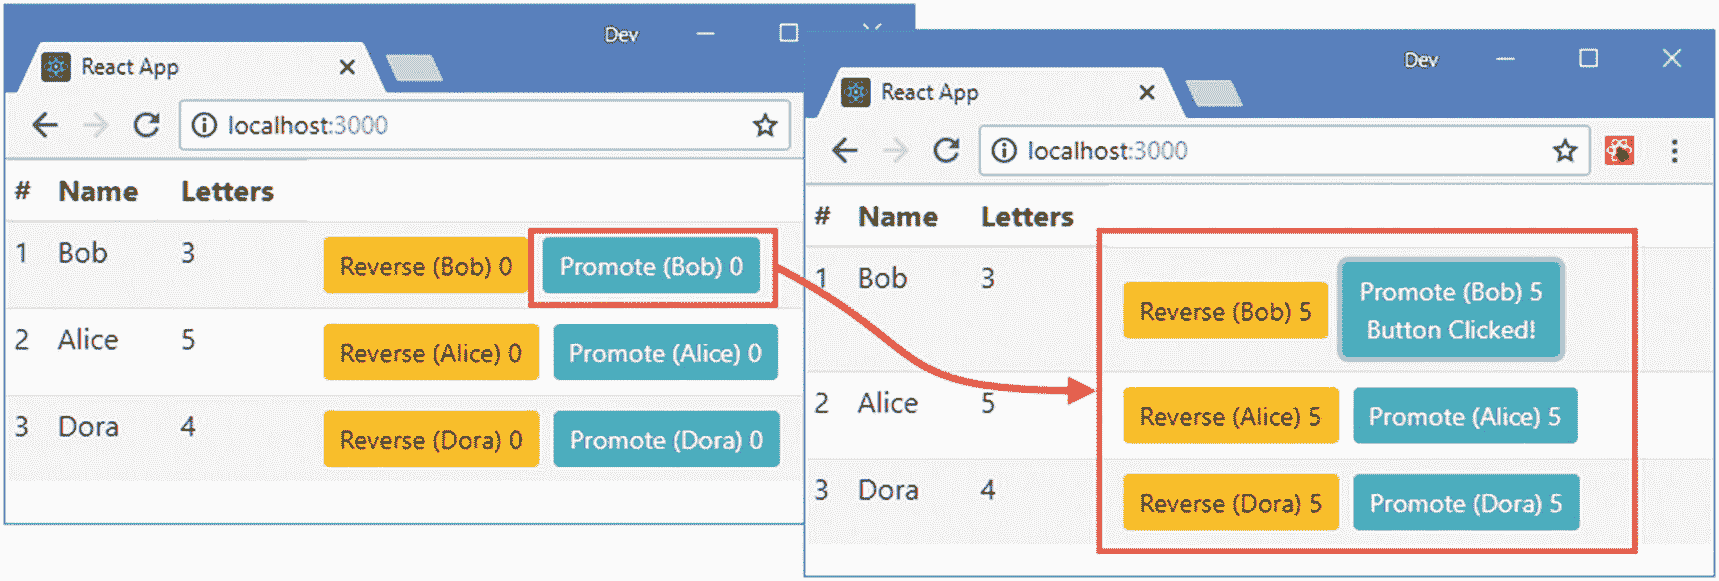 Dev
React App
localhost:3000
# Name Letters
1 Bob 3 Reverse (Bob) 0 Promote (Bob) 0
2 Alice 5 Reverse (Alice) 0 Promote (Alice) 0
3 Dora 4 Reverse (Dora) 0 Promote (Dora) 0
Dev
React App
localhost:3000
# Name Letters
1 Bob 3 Reverse (Bob) 5 Promote (Bob) 5
Button Clicked!
2 Alice 5 Reverse (Alice) 5 Promote (Alice) 5
3 Dora 4 Reverse (Dora) 5 Promote (Dora) 5